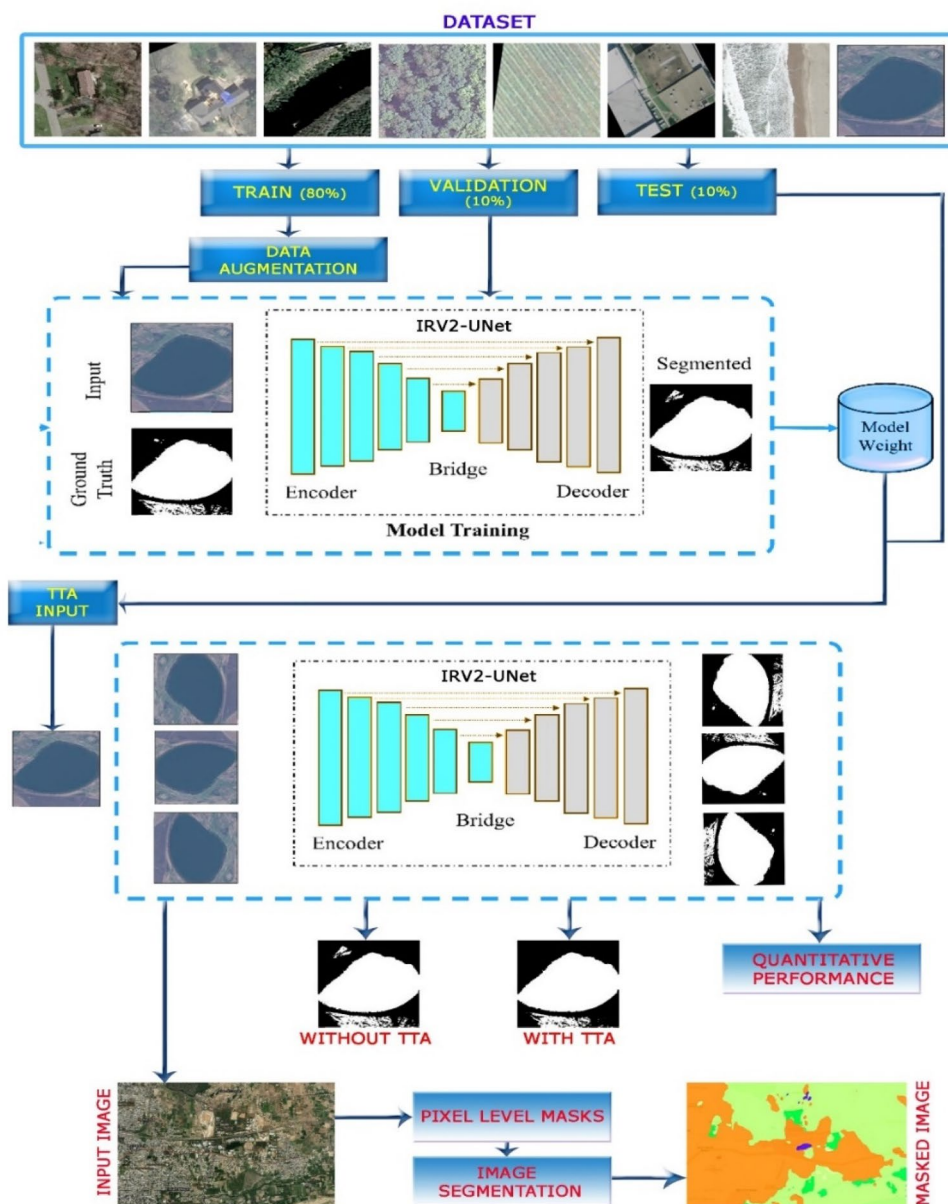 DATASET
TRAIN (80%)
VALIDATION
(10%)
TEST (10%)
DATA
AUGMENTATION
IRV2-UNet
Input
Ground
Truth
Segmented
Encoder
Bridge
Decoder
Model Training
Model
Weight
TTA
INPUT
IRV2-UNet
Encoder
Bridge
Decoder
WITHOUT TTA
WITH TTA
QUANTITATIVE
PERFORMANCE
INPUT IMAGE
PIXEL LEVEL MASKS
IMAGE
SEGMENTATION
MASKED IMAGE